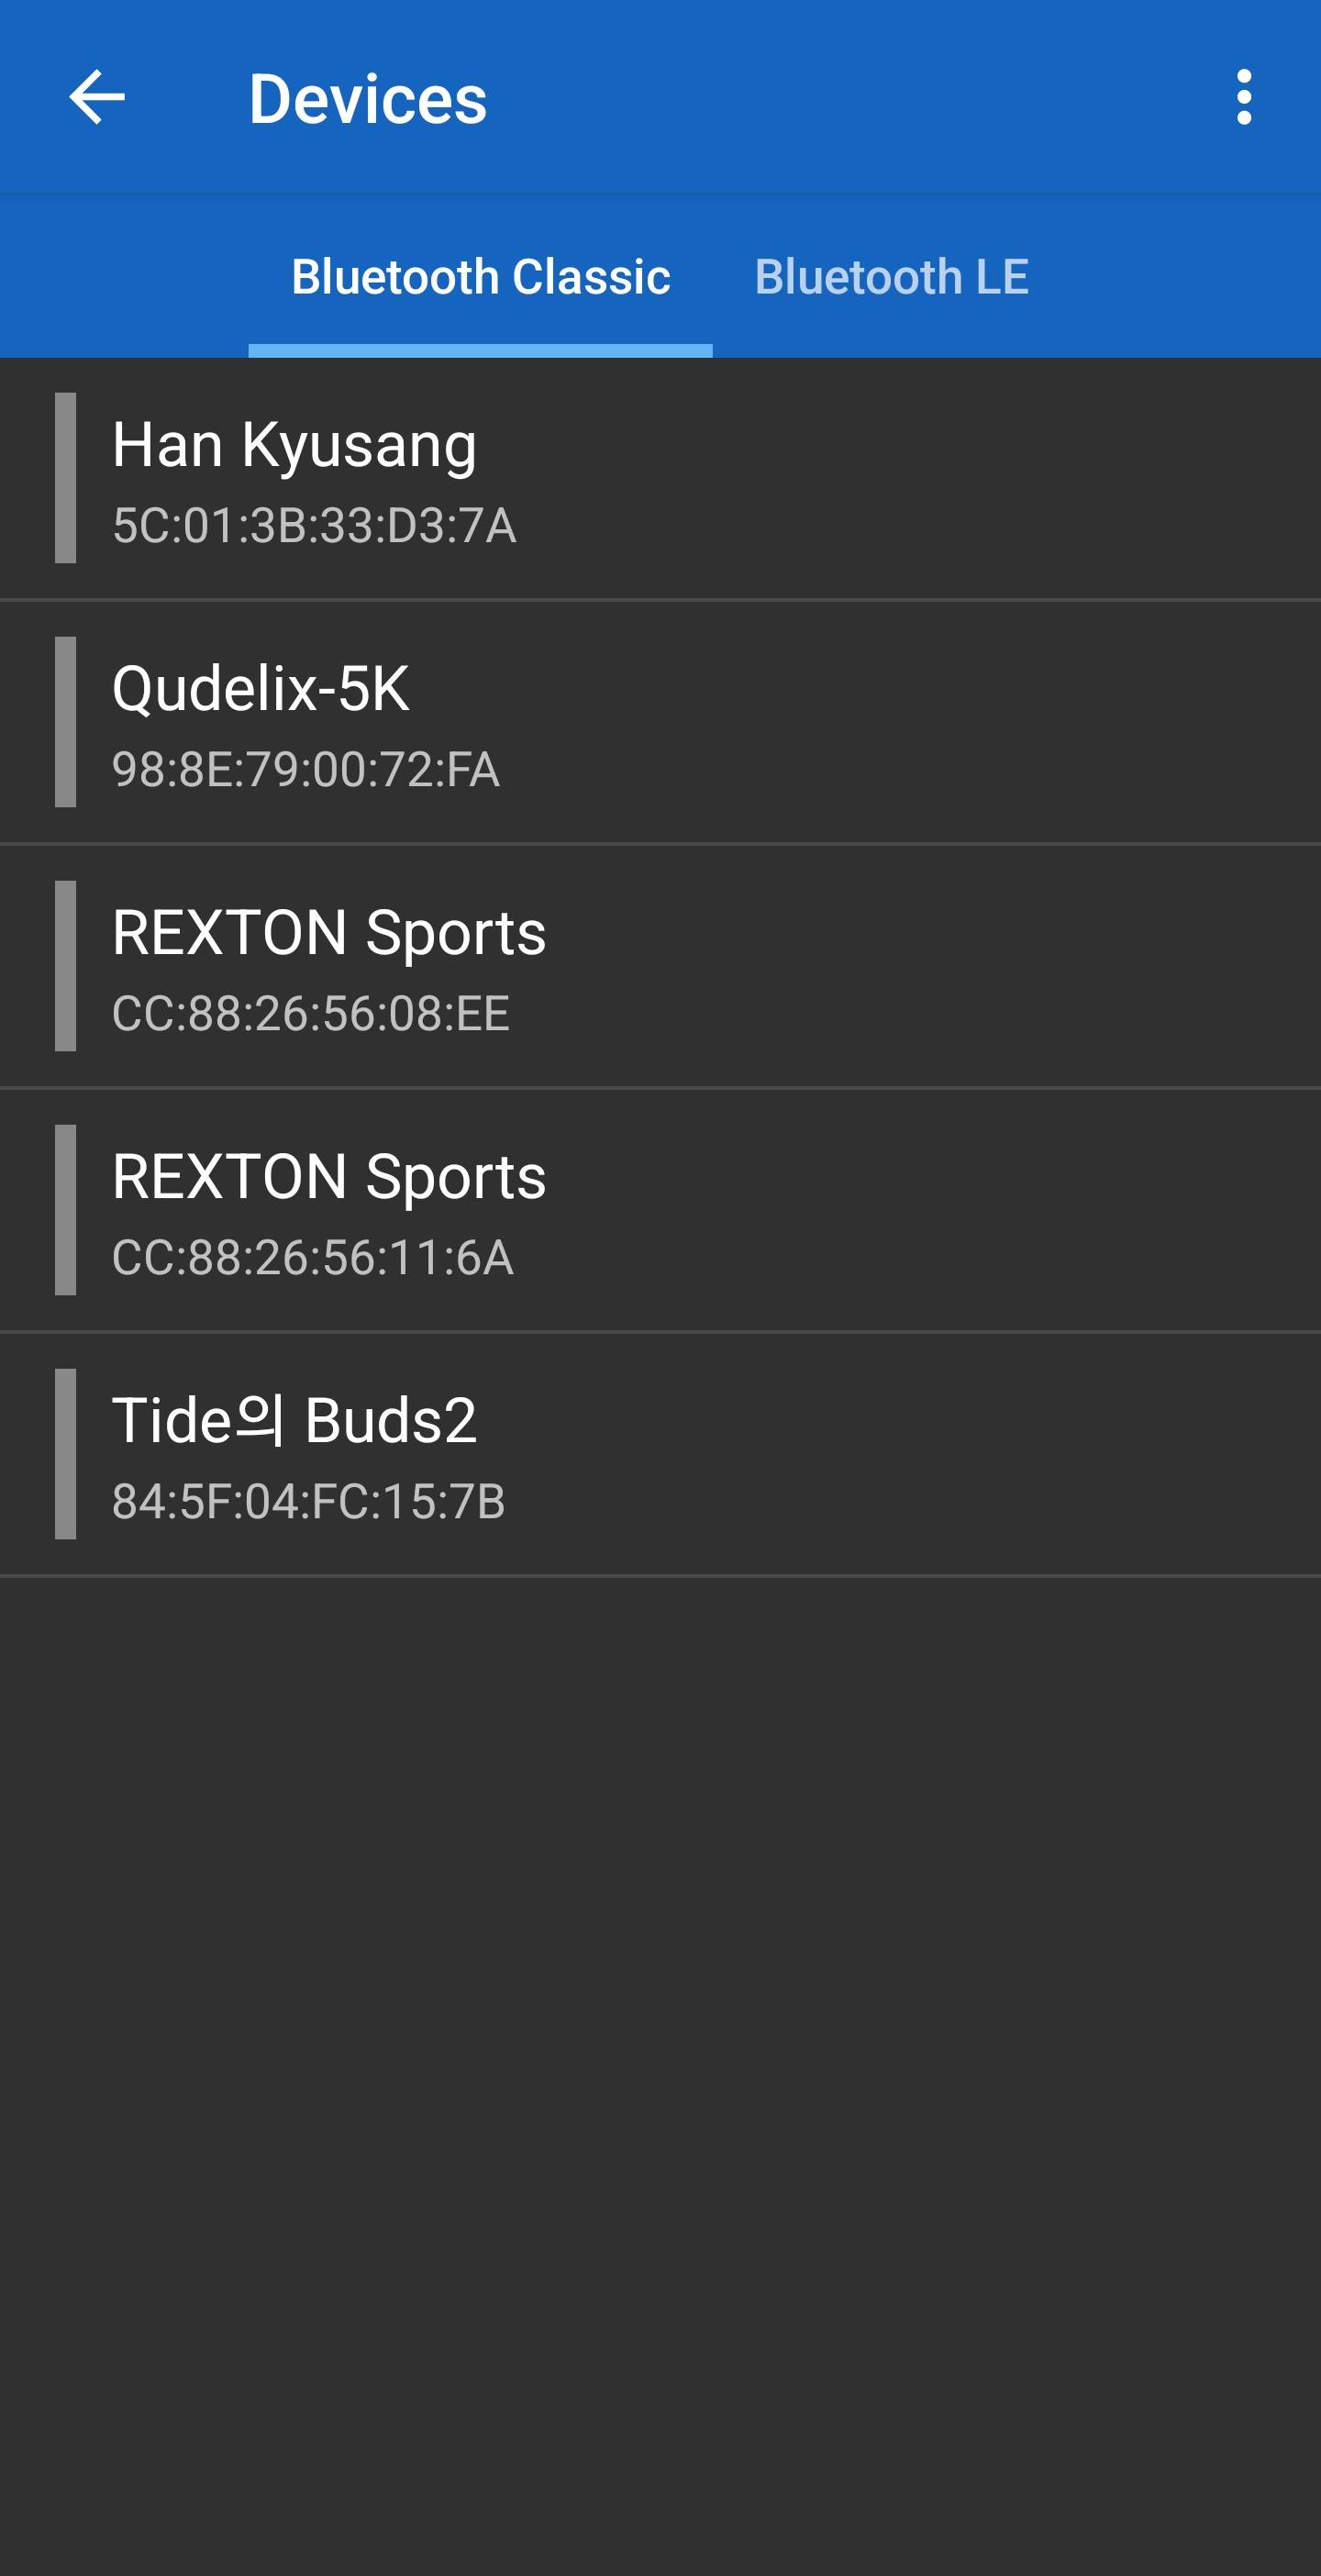 Devices
Bluetooth Classic
Bluetooth LE
Han Kyusang
5C:01:3B:33:D3:7A
Qudelix-5K
98:8E:79:00:72:FA
REXTON Sports
CC:88:26:56:08:EE
REXTON Sports
CC:88:26:56:11:6A
Tide의 Buds2
84:5F:04:FC:15:7B